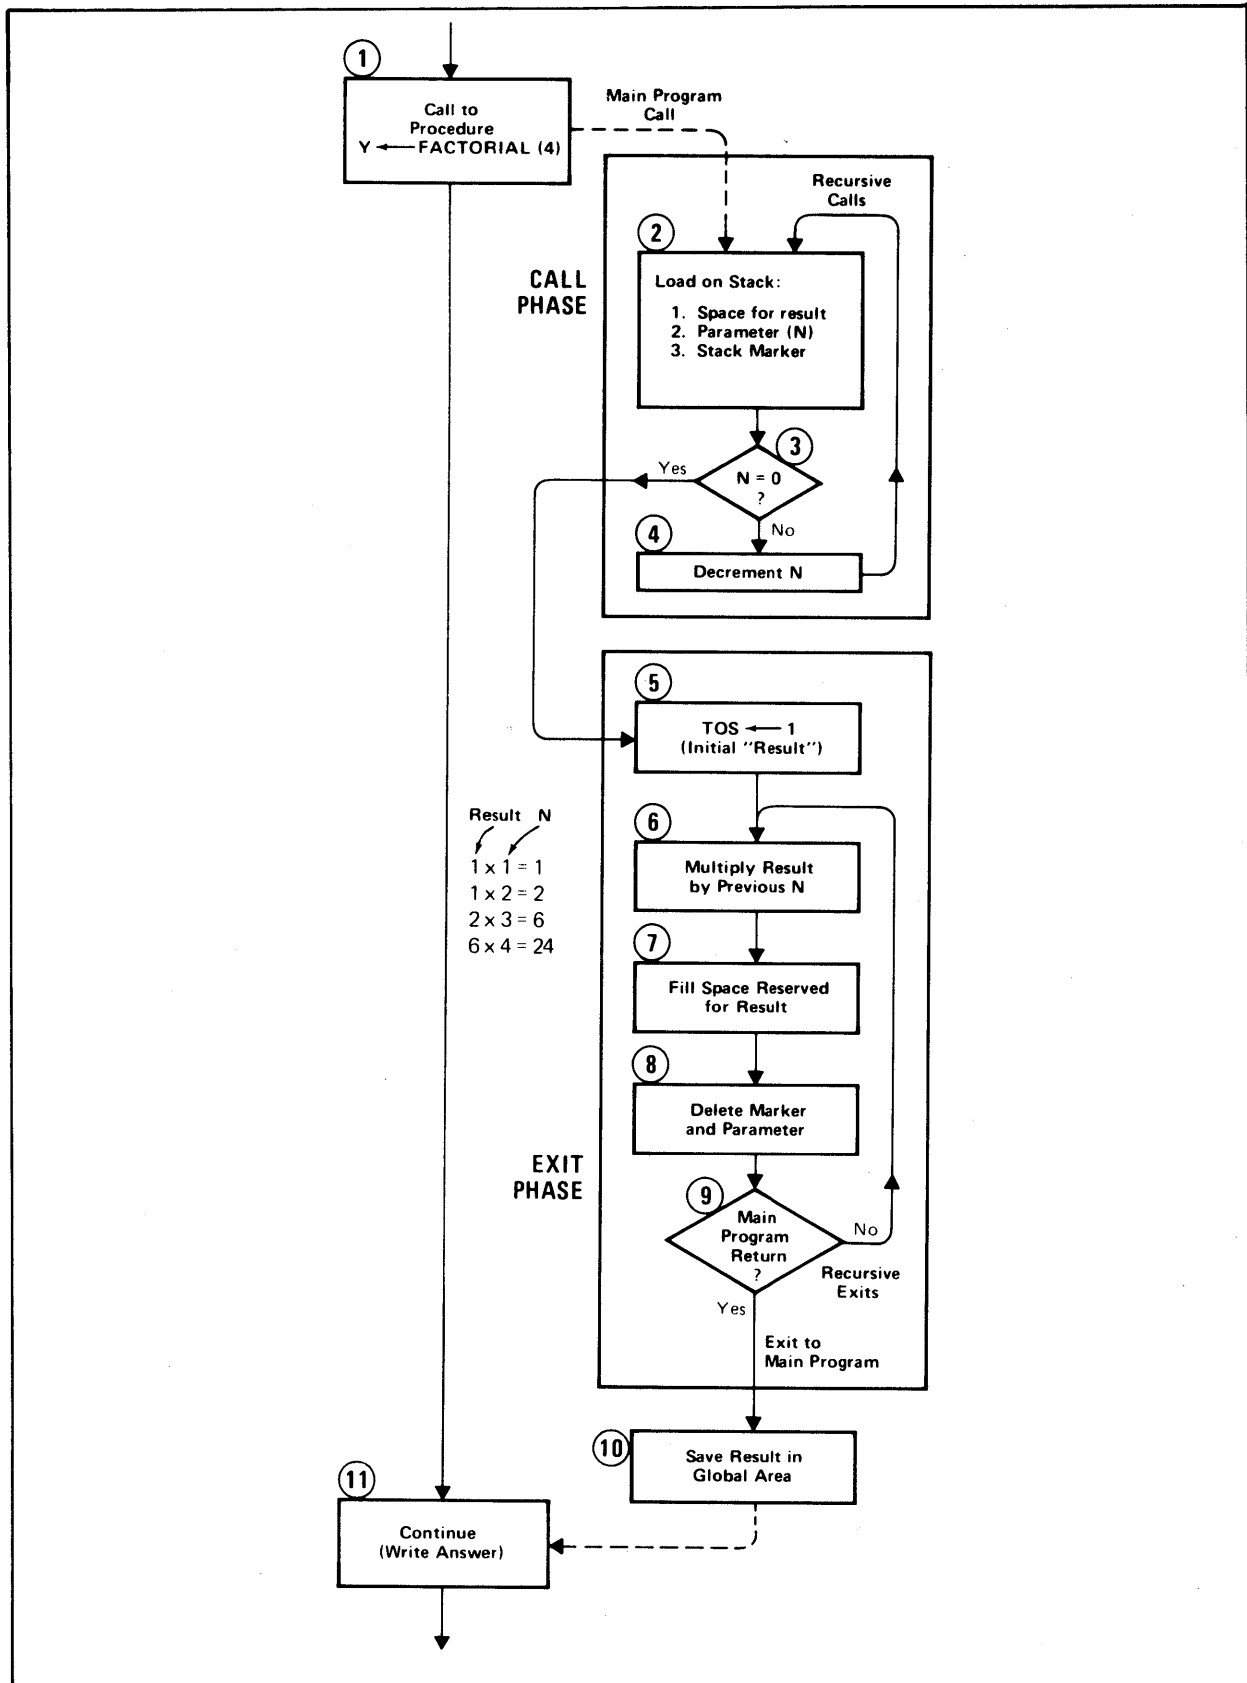 1
Call to
Procedure
Y ← FACTORIAL (4)
Main Program
Call
Recursive
Calls
2
CALL
PHASE
Load on Stack:
1. Space for result
2. Parameter (N)
3. Stack Marker
3
Yes
N = 0
?
No
4
Decrement N
5
TOS ← 1
(Initial "Result")
Result N
1 x 1 = 1
1 x 2 = 2
2 x 3 = 6
6 x 4 = 24
6
Multiply Result
by Previous N
7
Fill Space Reserved
for Result
8
Delete Marker
and Parameter
EXIT
PHASE
9
Main
Program
Return
?
No
Recursive
Exits
Yes
Exit to
Main Program
10
Save Result in
Global Area
11
Continue
(Write Answer)